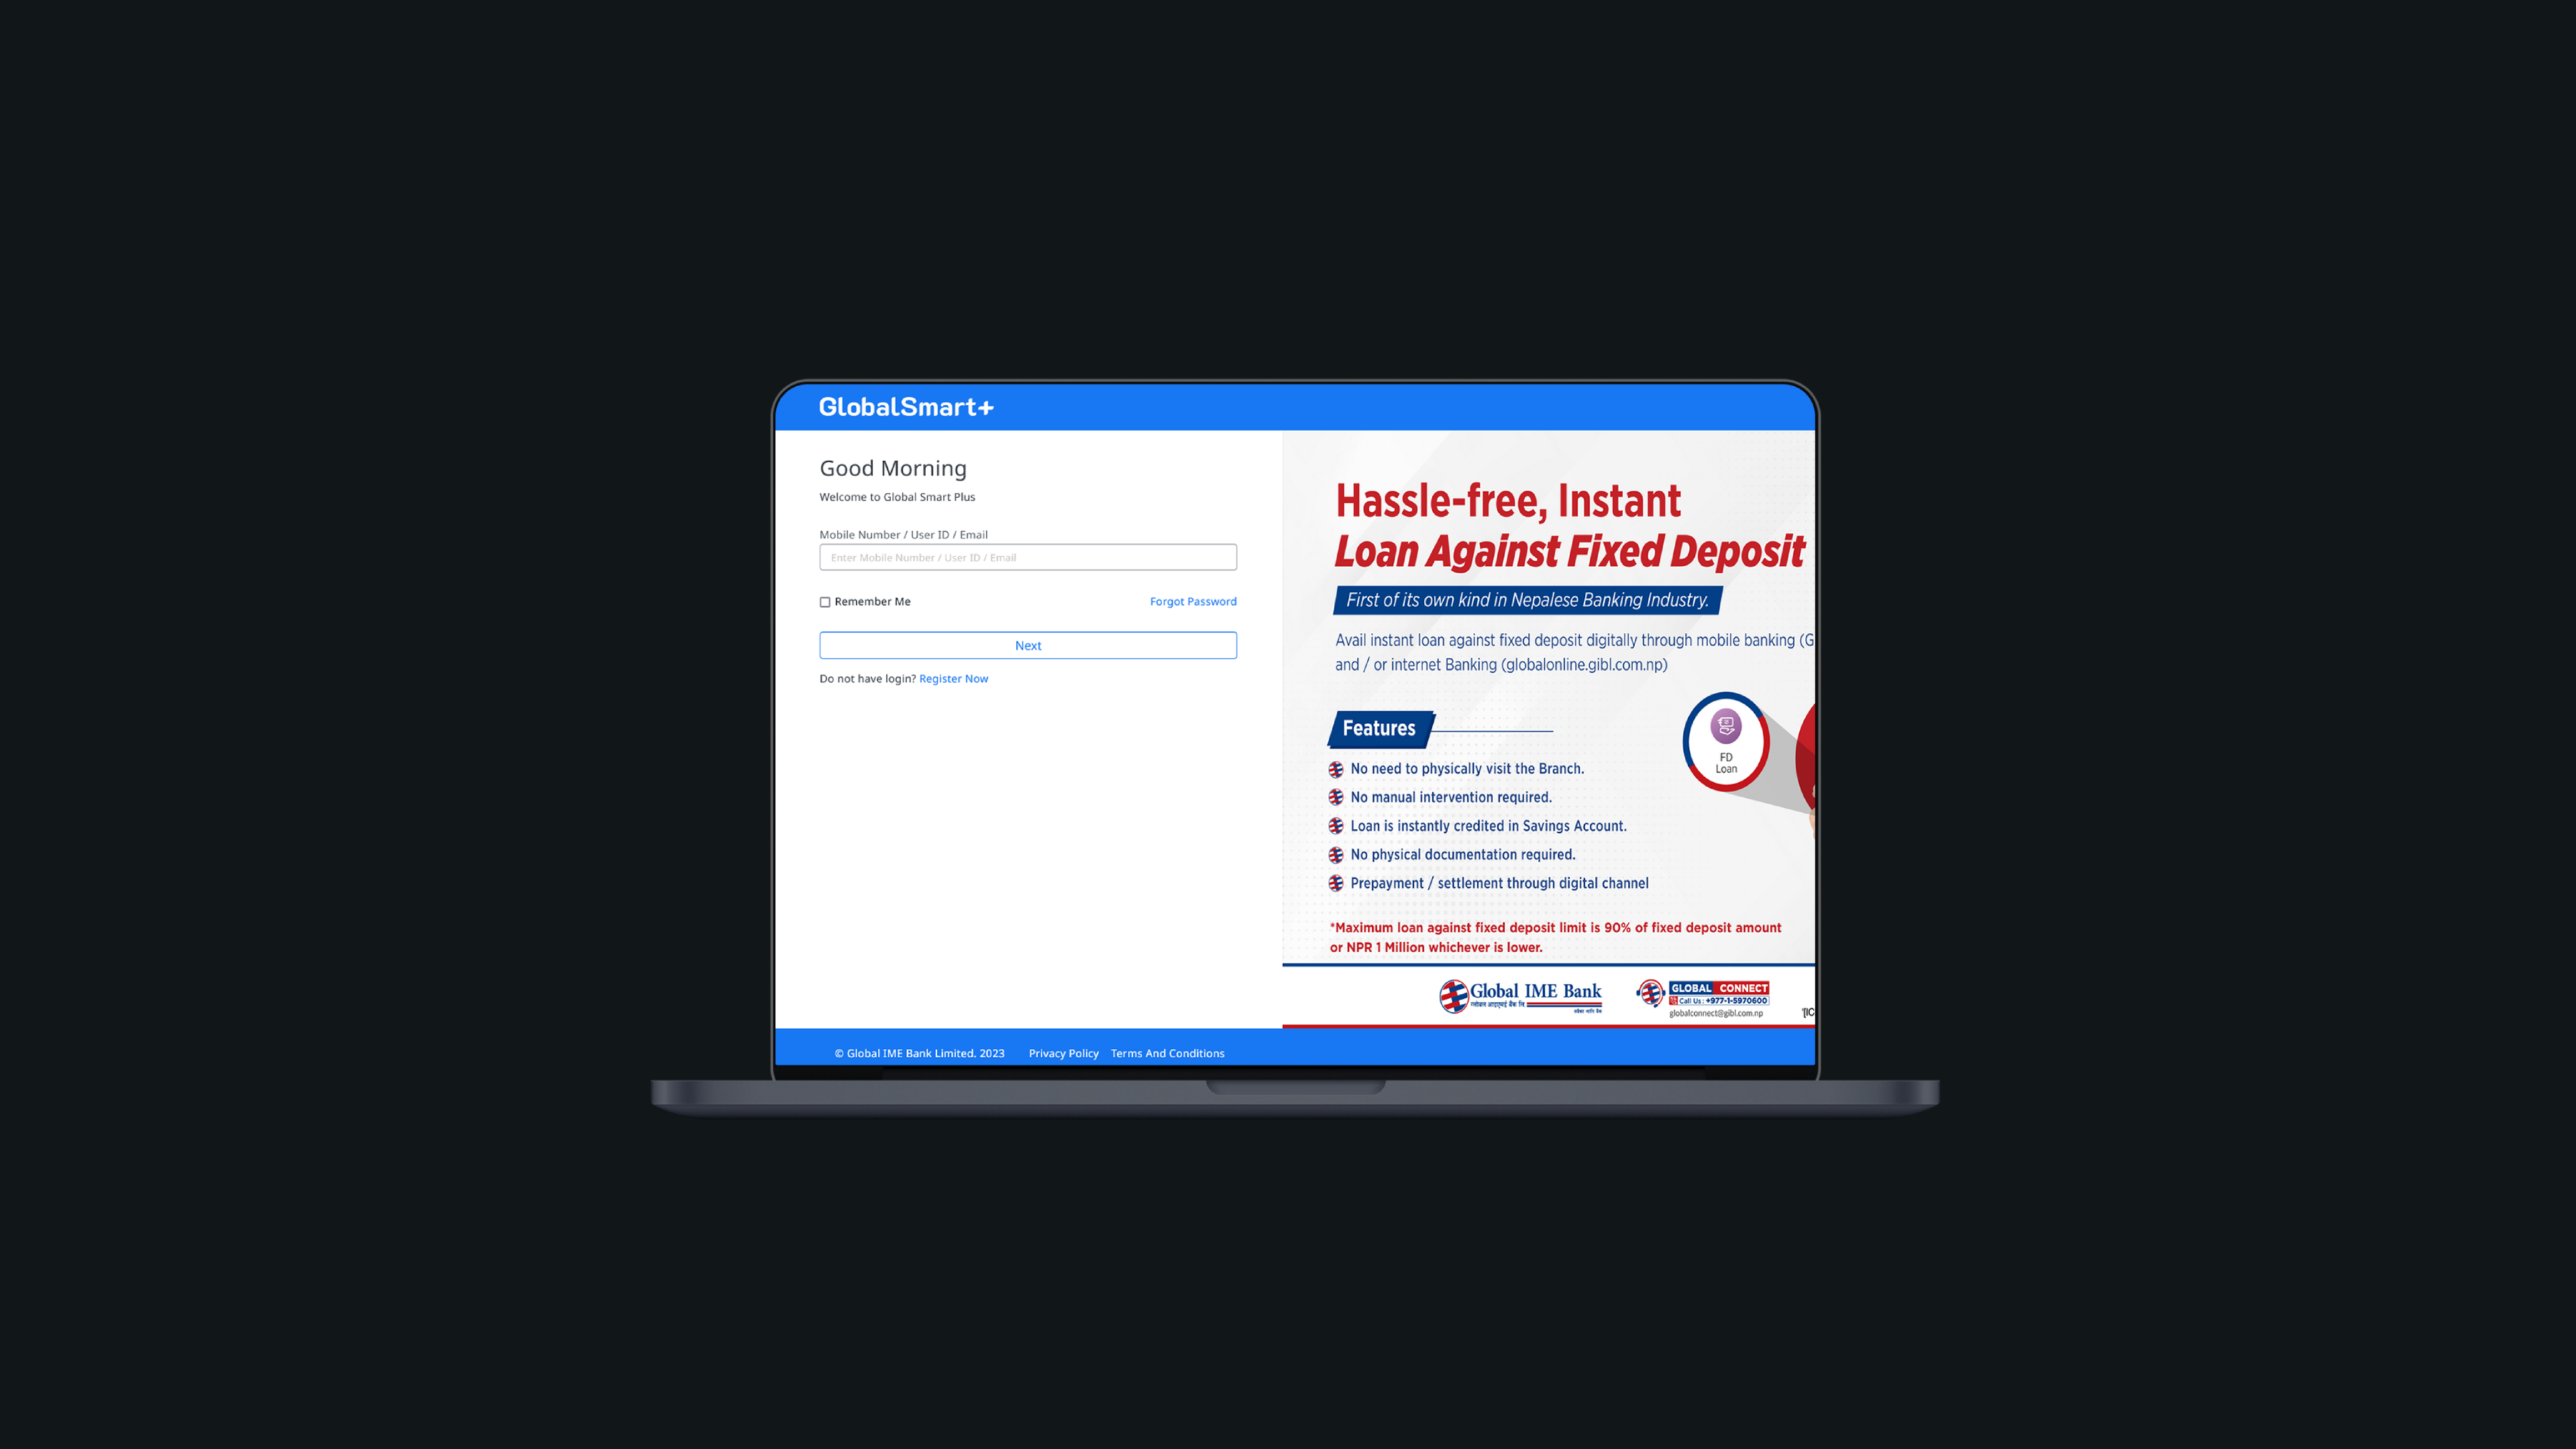 GlobalSmart+
Good Morning
Welcome to Global Smart Plus
Mobile Number / User ID / Email
Enter Mobile Number / User ID / Email
Remember Me
Forgot Password
Next
Do not have login? Register Now
Hassle-free, Instant
Loan Against Fixed Deposit
First of its own kind in Nepalese Banking Industry.
Avail instant loan against fixed deposit digitally through mobile banking (G
and / or internet Banking (globalonline.gibl.com.np)
FD
Loan
Features
No need to physically visit the Branch.
No manual intervention required.
Loan is instantly credited in Savings Account.
No physical documentation required.
Prepayment / settlement through digital channel
*Maximum loan against fixed deposit limit is 90% of fixed deposit amount
or NPR 1 Million whichever is lower.
Global IME Bank
ग्लोबल आइएमई बैंक लि
सबैका लागि बैंक
GLOBAL CONNECT
Call Us : +977-1-5970600
globalconnect@gibl.com.np
© Global IME Bank Limited. 2023 Privacy Policy Terms And Conditions